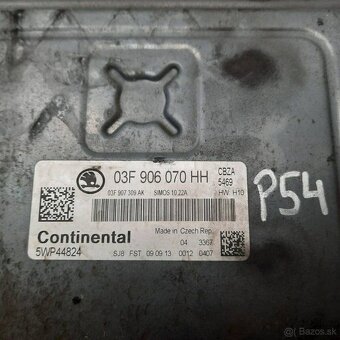 03F 906 070 HH
CBZA
5469
03F 907 309 AK SIMOS 10.22A
HW H10
P54
Continental
Made in Czech Rep.
5WP44824
04 3367
SJ8 FST 09 09 13 0012 0407
© Bazos.sk